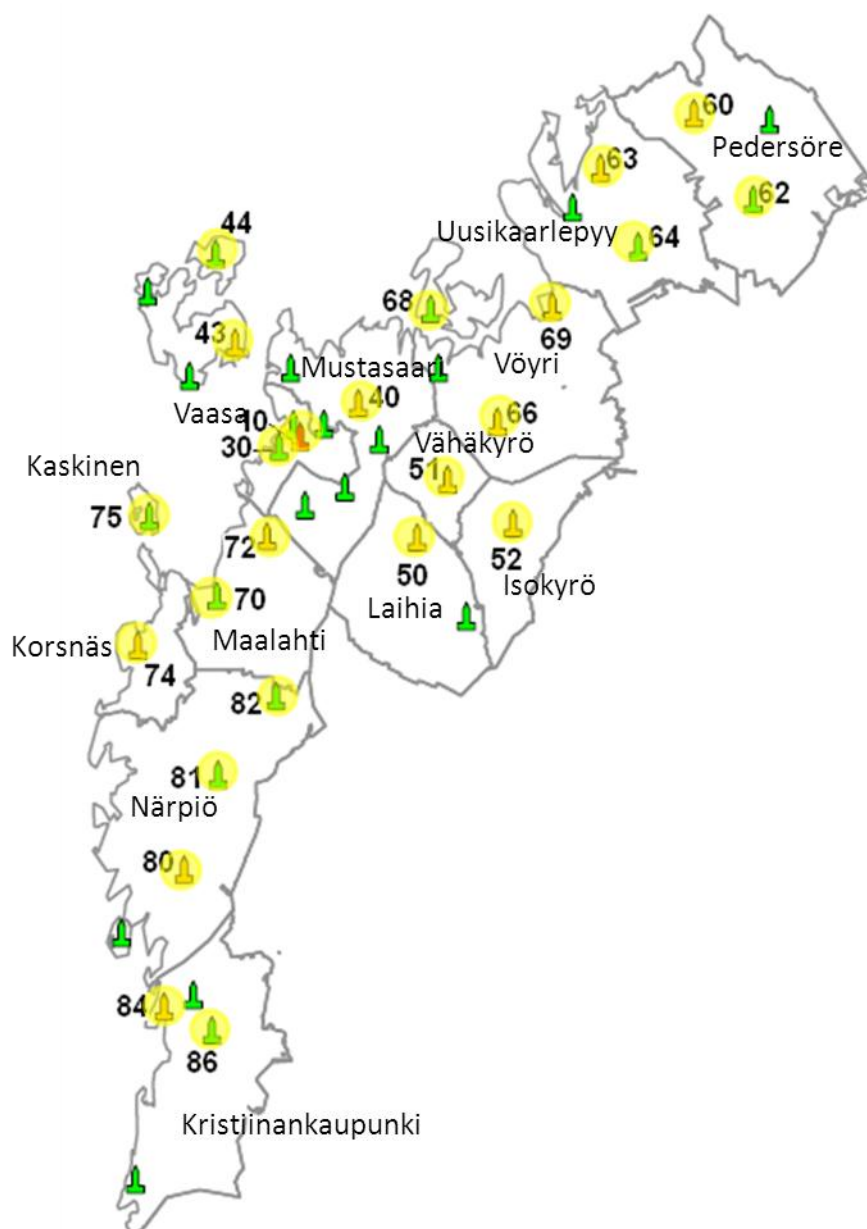 60
Pedersöre
63
62
44
Uusikaarlepyy
64
68
43
69
Mustasaari
Vöyri
40
Vaasa
10
66
Vähäkyrö
30
51
Kaskinen
75
72
50
52
Isokyrö
70
Laihia
Maalahti
Korsnäs
74
82
81
Närpiö
80
84
86
Kristiinankaupunki